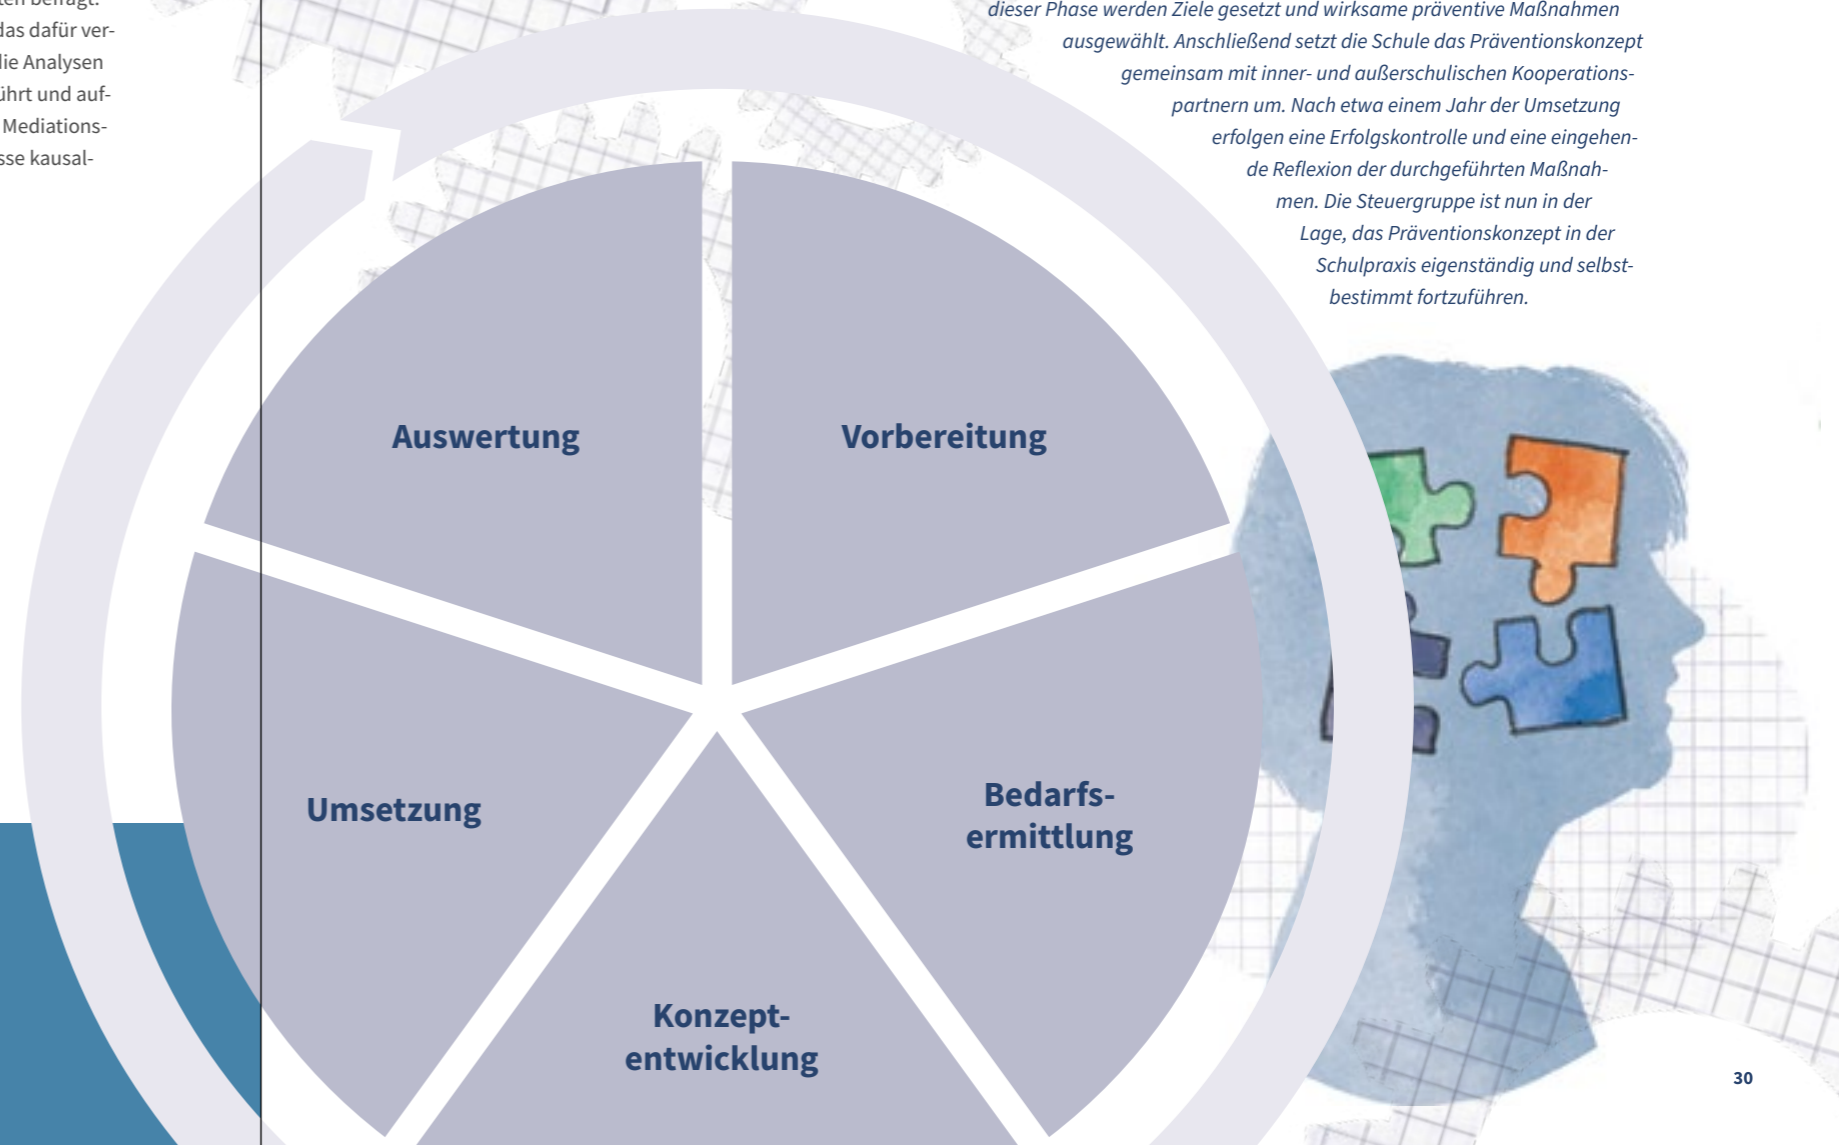 das dafür ver-
die Analysen
ührt und auf-
Mediations-
sse kausal-
dieser Phase werden Ziele gesetzt und wirksame präventive Maßnahmen
ausgewählt. Anschließend setzt die Schule das Präventionskonzept
gemeinsam mit inner- und außerschulischen Kooperations-
partnern um. Nach etwa einem Jahr der Umsetzung
erfolgen eine Erfolgskontrolle und eine eingehen-
de Reflexion der durchgeführten Maßnah-
men. Die Steuergruppe ist nun in der
Lage, das Präventionskonzept in der
Schulpraxis eigenständig und selbst-
bestimmt fortzuführen.
Auswertung
Vorbereitung
Umsetzung
Bedarfs-
ermittlung
Konzept-
entwicklung
30